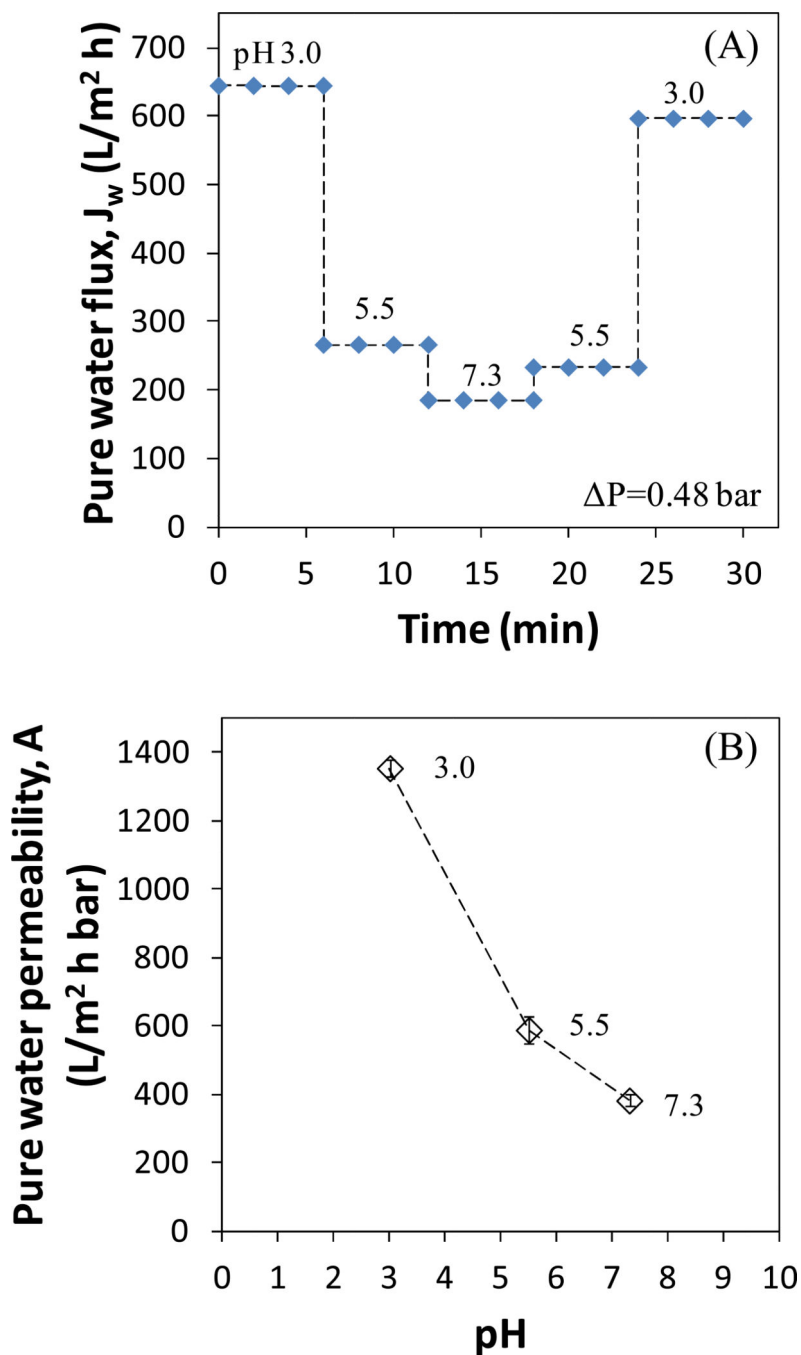 (A)
Pure water flux, J_w (L/m² h)
700
600
500
400
300
200
100
0
pH 3.0
5.5
7.3
5.5
3.0
ΔP=0.48 bar
0 5 10 15 20 25 30
Time (min)
(B)
Pure water permeability, A
(L/m² h bar)
1400
1200
1000
800
600
400
200
0
3.0
5.5
7.3
0 1 2 3 4 5 6 7 8 9 10
pH